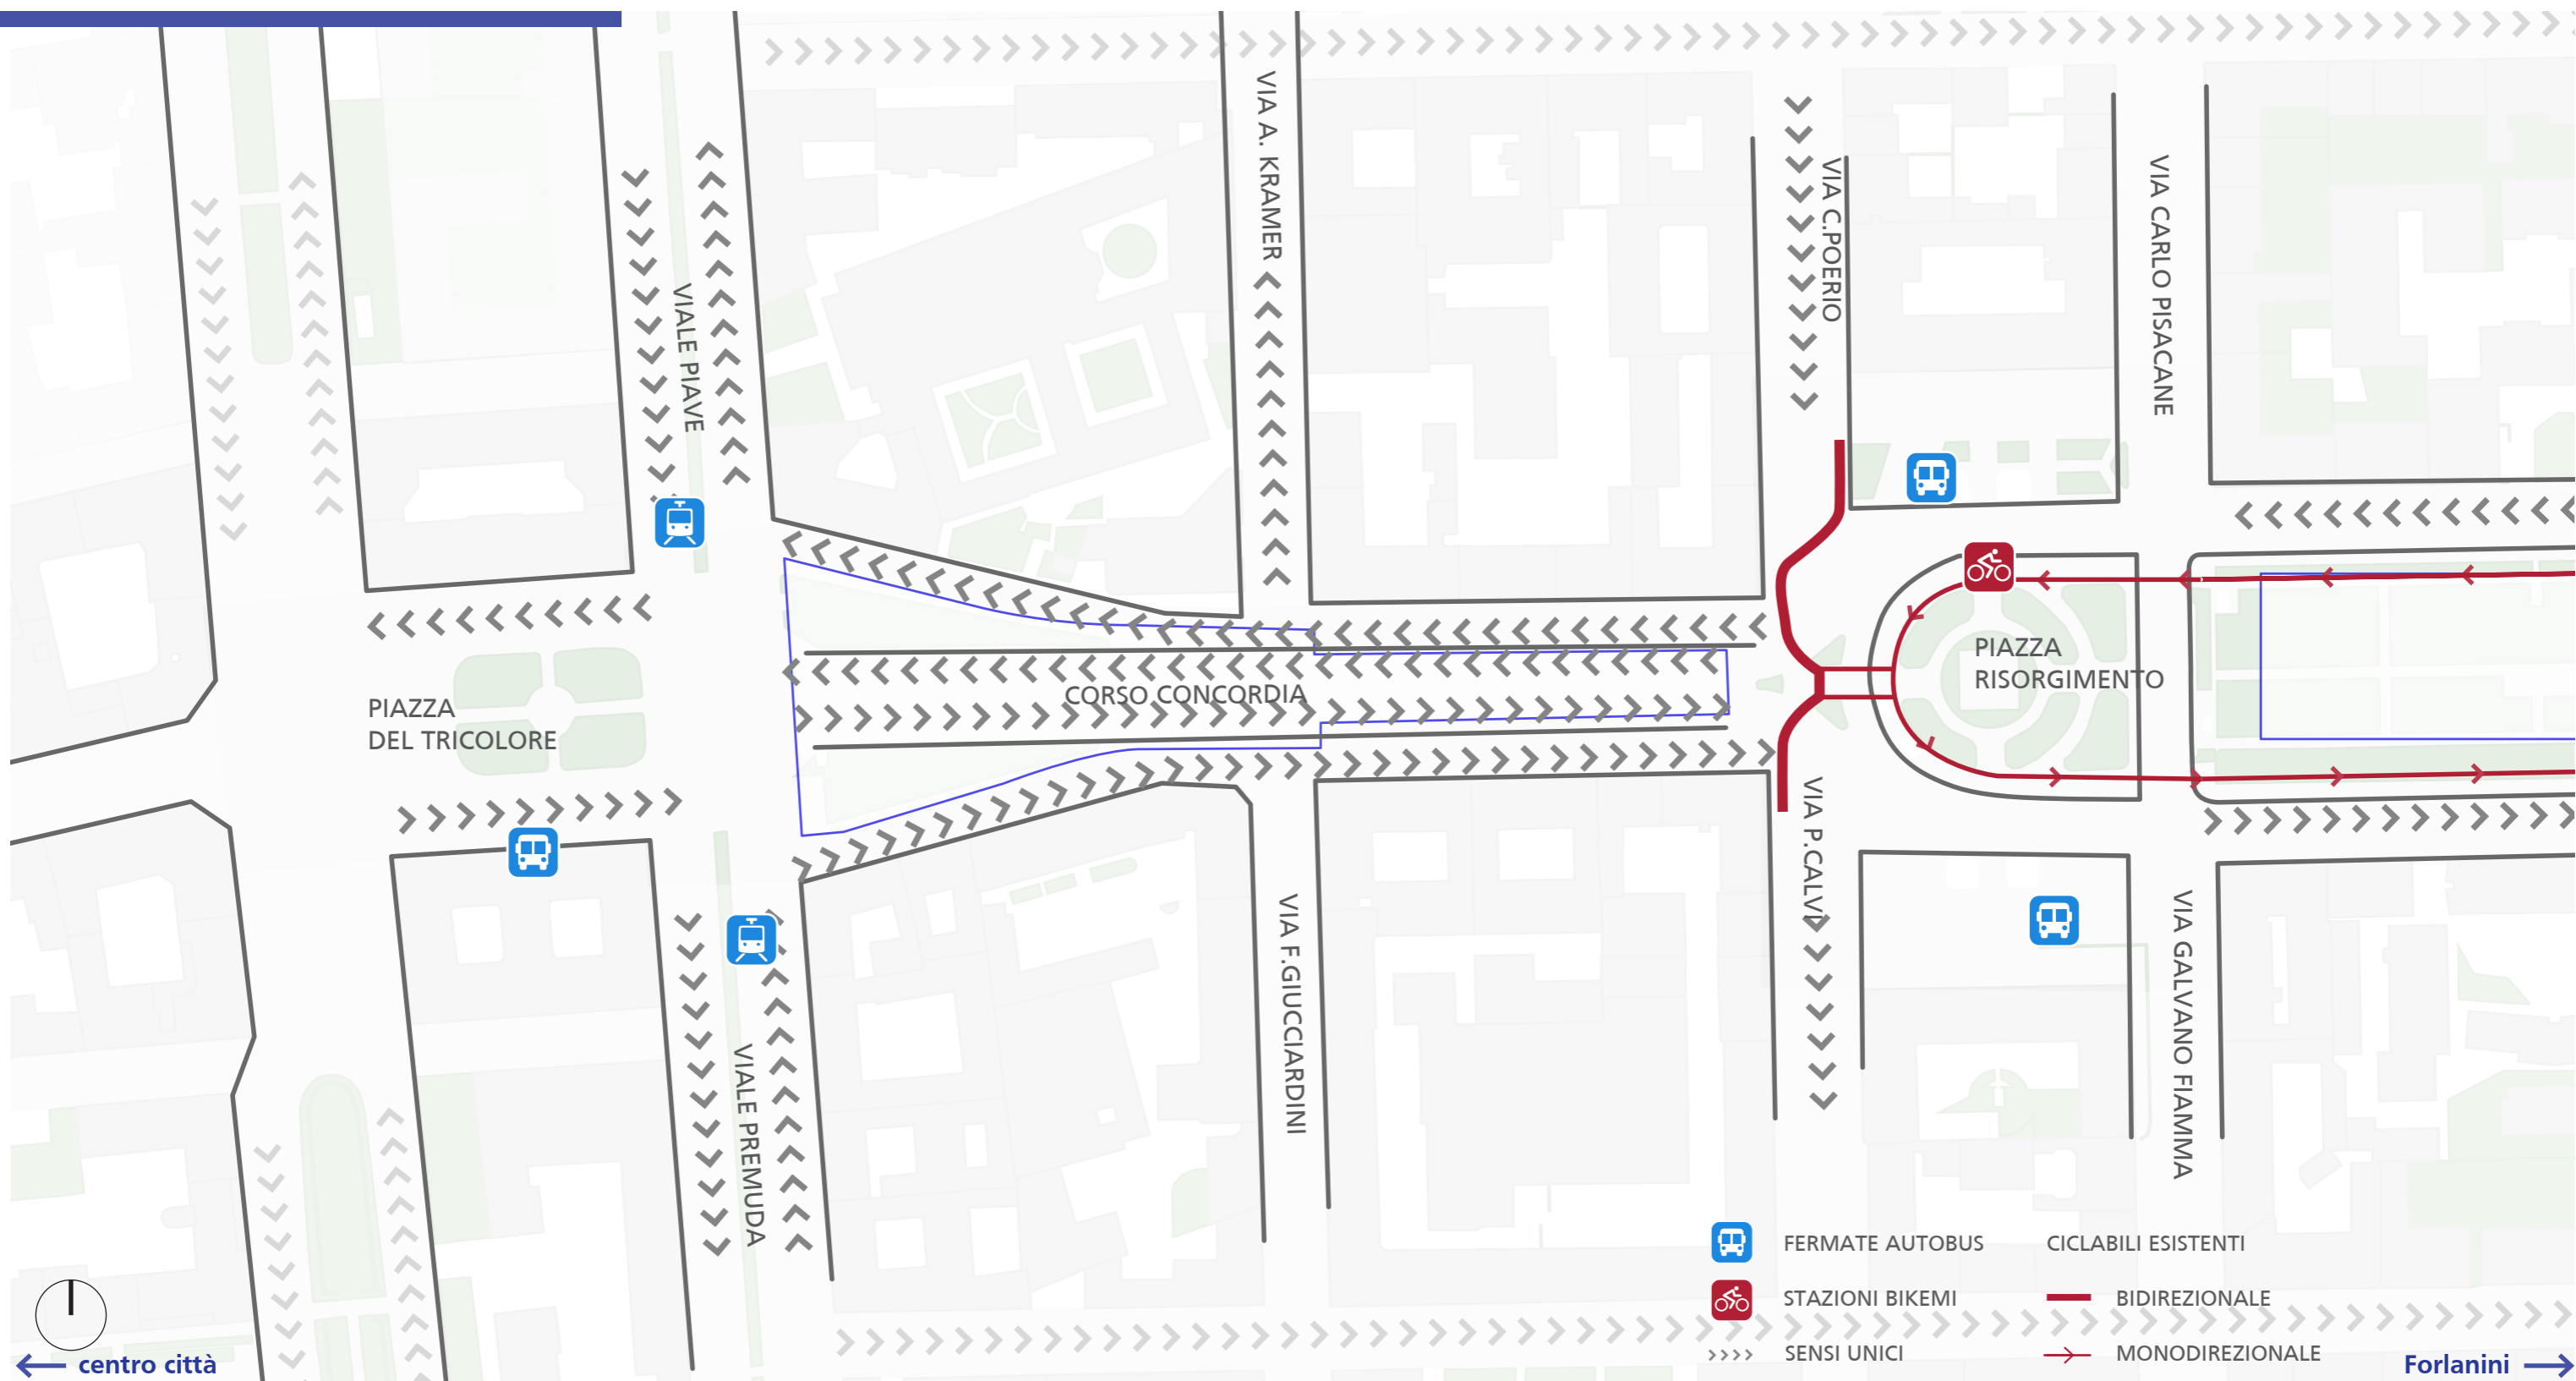 VIA A. KRAMER
VIA C.POERIO
VIA CARLO PISACANE
VIALE PIAVE
PIAZZA
RISORGIMENTO
CORSO CONCORDIA
PIAZZA
DEL TRICOLORE
VIA P.CALVI
VIA F.GIUCCIARDINI
VIA GALVANO FIAMMA
VIALE PREMUDA
FERMATE AUTOBUS
CICLABILI ESISTENTI
STAZIONI BIKEMI
BIDIREZIONALE
SENSI UNICI
MONODIREZIONALE
centro città
Forlanini